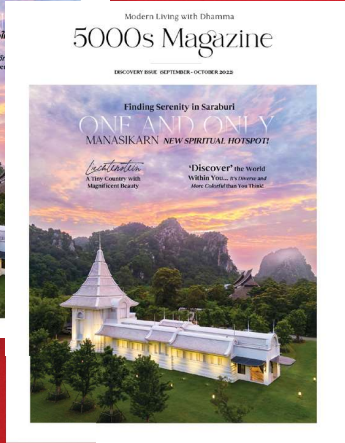 Modern Living with Dhamma
5000s Magazine
DISCOVERY ISSUE (SEPTEMBER - OCTOBER 2022)
Finding Serenity in Saraburi
ONE AND ONLY
MANASIKARN NEW SPIRITUAL HOTSPOT!
Liechtenstein
A Tiny Country with
Magnificent Beauty
'Discover' the World
Within You... It's Diverse and
More Colorful than You Think!